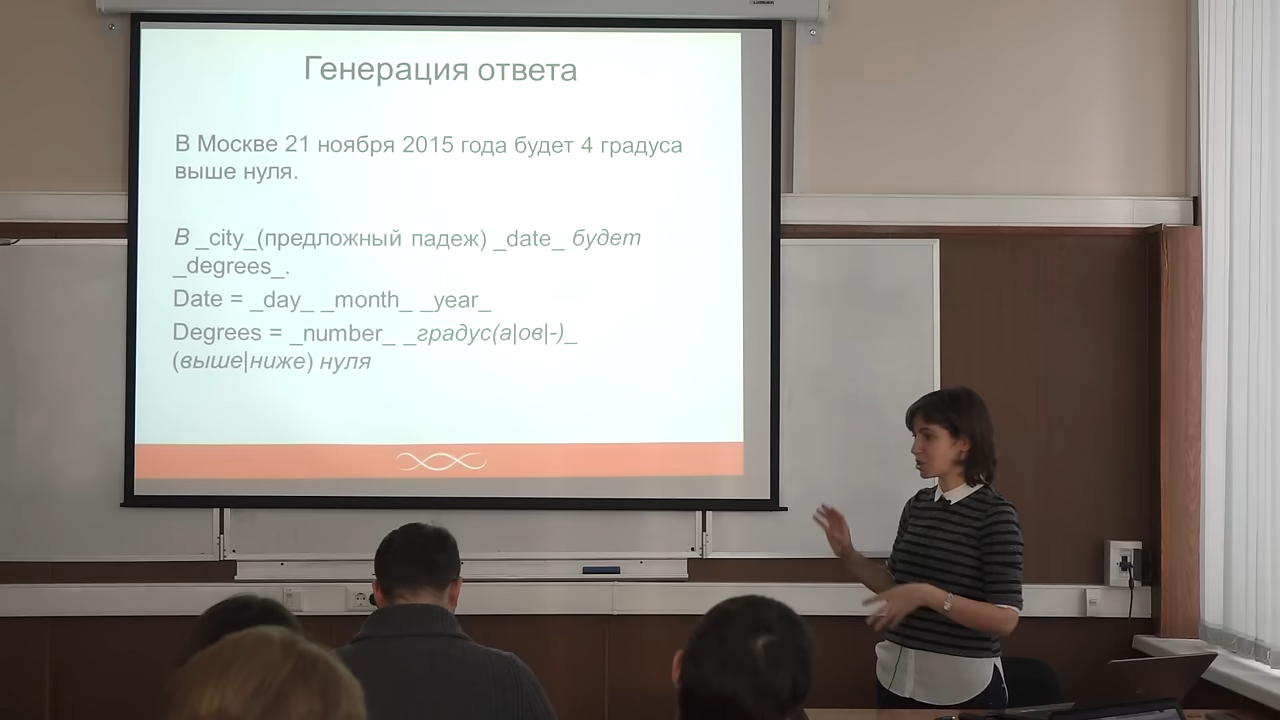 Генерация ответа
В Москве 21 ноября 2015 года будет 4 градуса
выше нуля.
В _city_(предложный падеж) _date_ будет
_degrees_.
Date = _day_ _month_ _year_
Degrees = _number_ _градус(а|ов|-)_
(выше|ниже) нуля